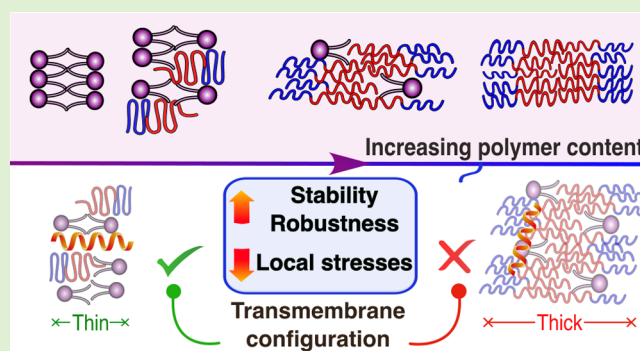 Increasing polymer content
Stability
Robustness
Local stresses
Thin
Transmembrane
configuration
Thick